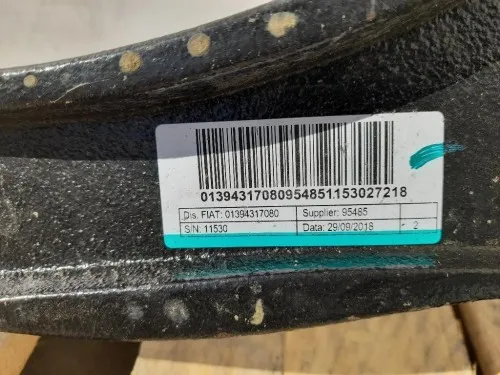 01394317080954851153027218
Dis. FIAT: 01394317080 Supplier: 95485
S/N: 11530 Data: 29/09/2018 2